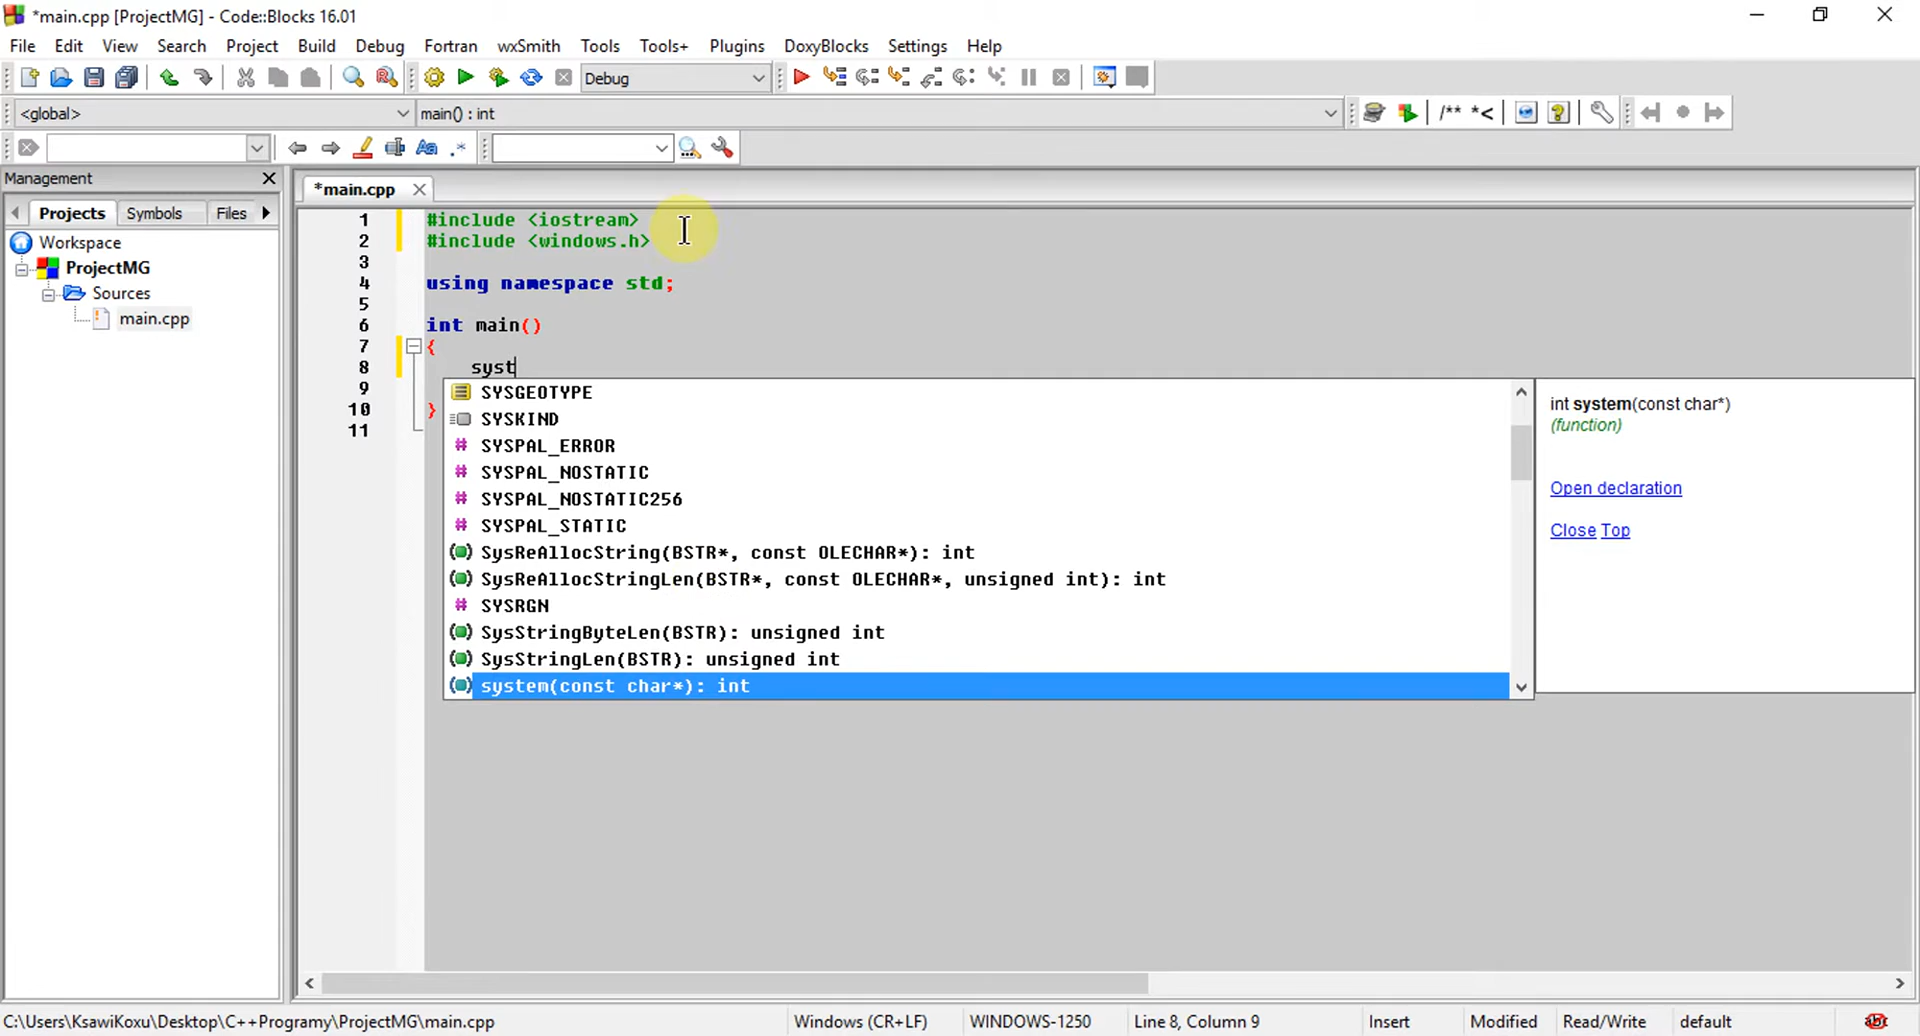 *main.cpp [ProjectMG] - Code::Blocks 16.01
File Edit View Search Project Build Debug Fortran wxSmith Tools Tools+ Plugins DoxyBlocks Settings Help
Debug
/** *<
<global> main() : int
Management
Projects Symbols Files
*main.cpp
Workspace
ProjectMG
Sources
main.cpp
1 #include <iostream>
2 #include <windows.h>
3
4 using namespace std;
5
6 int main()
7 {
8 syst
9
10 }
11
SYSGEOTYPE
SYSKIND
# SYSPAL_ERROR
# SYSPAL_NOSTATIC
# SYSPAL_NOSTATIC256
# SYSPAL_STATIC
SysReAllocString(BSTR*, const OLECHAR*): int
SysReAllocStringLen(BSTR*, const OLECHAR*, unsigned int): int
# SYSRGN
SysStringByteLen(BSTR): unsigned int
SysStringLen(BSTR): unsigned int
system(const char*): int
int system(const char*)
(function)
Open declaration
Close Top
C:\Users\KsawiKoxu\Desktop\C++Programy\ProjectMG\main.cpp Windows (CR+LF) WINDOWS-1250 Line 8, Column 9 Insert Modified Read/Write default